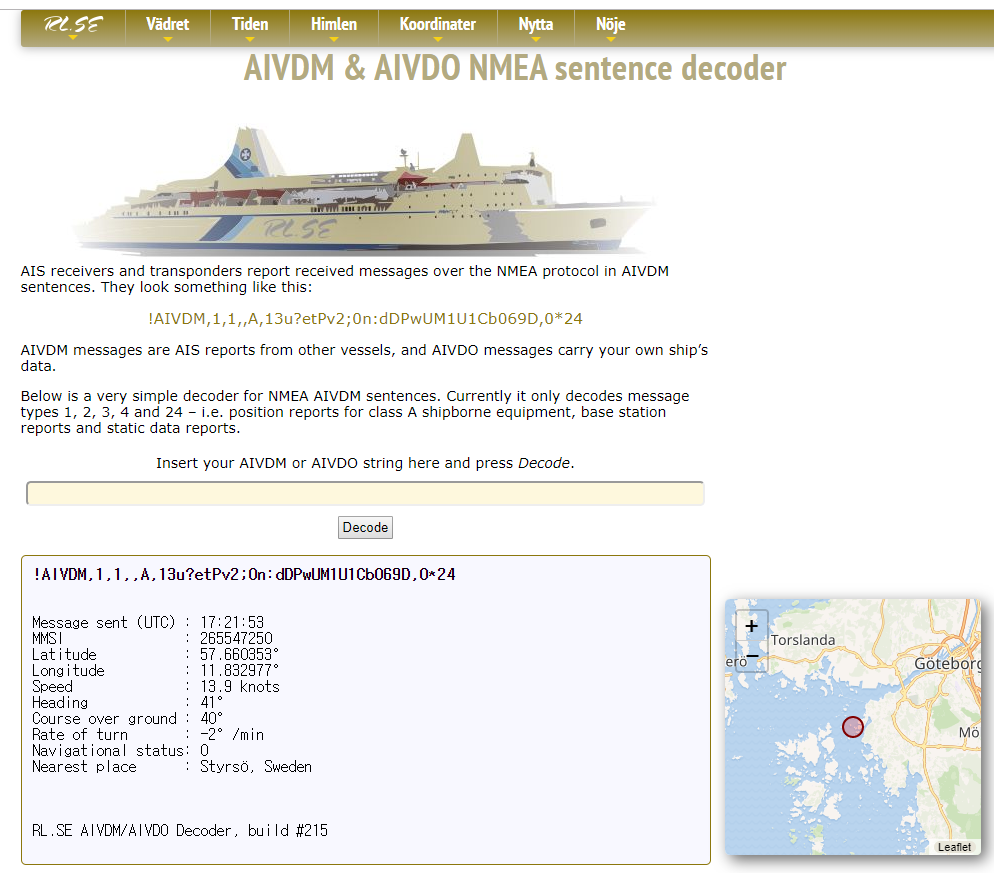 RL.SE Vädret Tiden Himlen Koordinater Nytta Nöje
AIVDM & AIVDO NMEA sentence decoder
RL.SE
AIS receivers and transponders report received messages over the NMEA protocol in AIVDM
sentences. They look something like this:
!AIVDM,1,1,,A,13u?etPv2;0n:dDPwUM1U1Cb069D,0*24
AIVDM messages are AIS reports from other vessels, and AIVDO messages carry your own ship’s
data.
Below is a very simple decoder for NMEA AIVDM sentences. Currently it only decodes message
types 1, 2, 3, 4 and 24 – i.e. position reports for class A shipborne equipment, base station
reports and static data reports.
Insert your AIVDM or AIVDO string here and press Decode.
Decode
!AIVDM,1,1,,A,13u?etPv2;0n:dDPwUM1U1Cb069D,0*24
Message sent (UTC) : 17:21:53
MMSI : 265547250
Latitude : 57.660353°
Longitude : 11.832977°
Speed : 13.9 knots
Heading : 41°
Course over ground : 40°
Rate of turn : -2° /min
Navigational status: 0
Nearest place : Styrsö, Sweden
RL.SE AIVDM/AIVDO Decoder, build #215
+
−
Torslanda
erö
Göteborg
Mö
Leaflet